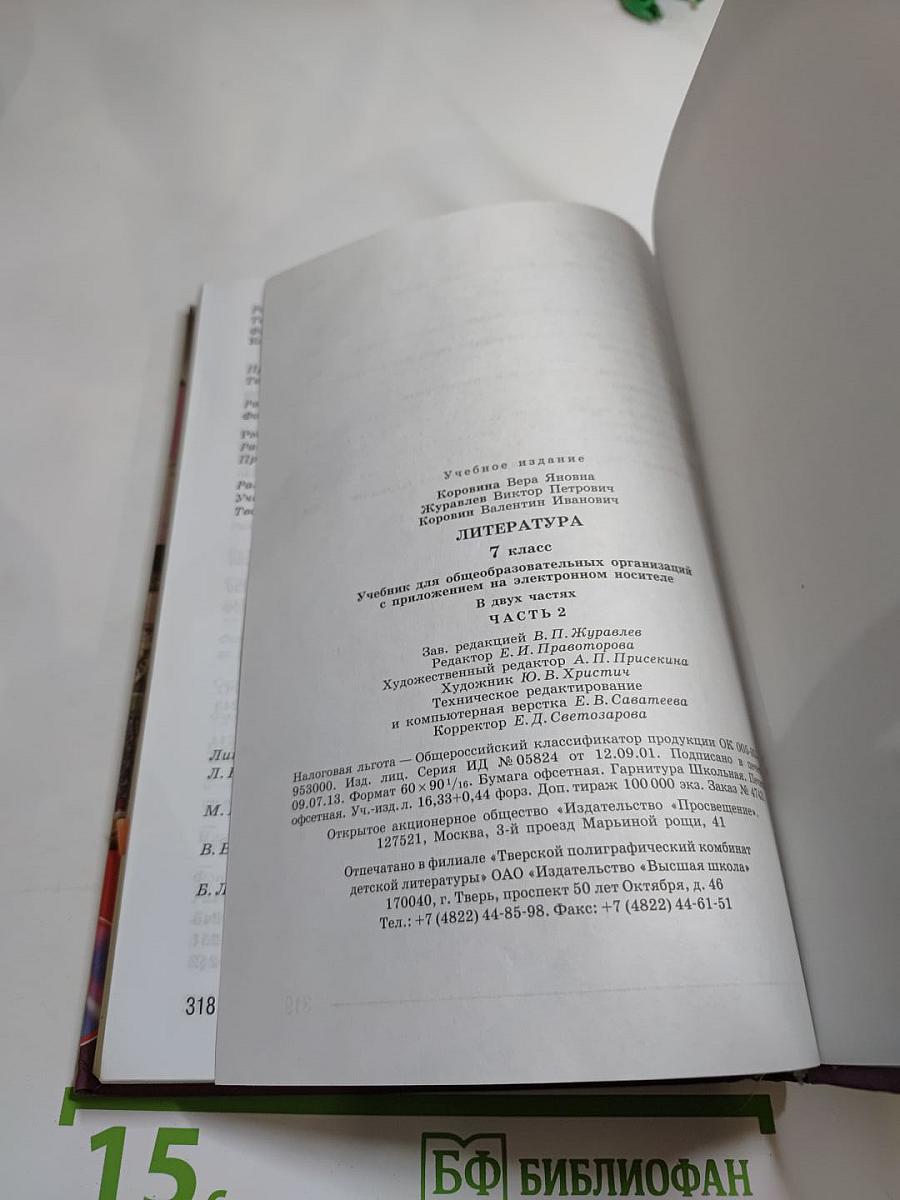 Учебное издание
Коровина Вера Яновна
Журавлев Виктор Петрович
Коровин Валентин Иванович
ЛИТЕРАТУРА
7 класс
Учебник для общеобразовательных организаций
с приложением на электронном носителе
В двух частях
ЧАСТЬ 2
Зав. редакцией В. П. Журавлев
Редактор Е. И. Правоторова
Художественный редактор А. П. Присекина
Художник Ю. В. Христич
Техническое редактирование
и компьютерная верстка Е. В. Саватеева
Корректор Е. Д. Светозарова
Налоговая льгота — Общероссийский классификатор продукции ОК 005-
953000. Изд. лиц. Серия ИД № 05824 от 12.09.01. Подписано в
09.07.13. Формат 60×90 1/16. Бумага офсетная. Гарнитура Школьная.
офсетная. Уч.-изд. л. 16,33+0,44 форз. Доп. тираж 100 000 экз. Заказ №
Открытое акционерное общество «Издательство «Просвещение».
127521, Москва, 3-й проезд Марьиной рощи, 41
Отпечатано в филиале «Тверской полиграфический комбинат
детской литературы» ОАО «Издательство «Высшая школа»
170040, г. Тверь, проспект 50 лет Октября, д. 46
Тел.: +7 (4822) 44-85-98. Факс: +7 (4822) 44-61-51
Л.
М.
В.
Б. Л
318
15
БФ БИБЛИОФАН